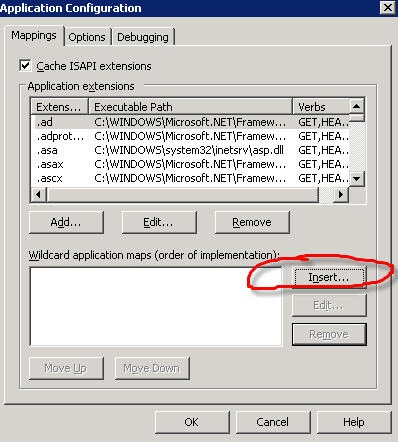 Application Configuration
Mappings Options Debugging
Cache ISAPI extensions
Application extensions
Extens... Executable Path Verbs
.ad C:\WINDOWS\Microsoft.NET\Framew... GET,HEA...
.adprot... C:\WINDOWS\Microsoft.NET\Framew... GET,HEA...
.asa C:\WINDOWS\system32\inetsrv\asp.dll GET,HEA...
.asax C:\WINDOWS\Microsoft.NET\Framew... GET,HEA...
.ascx C:\WINDOWS\Microsoft.NET\Framew... GET,HEA...
Add... Edit... Remove
Wildcard application maps (order of implementation):
Insert...
Edit...
Remove
Move Up Move Down
OK Cancel Help